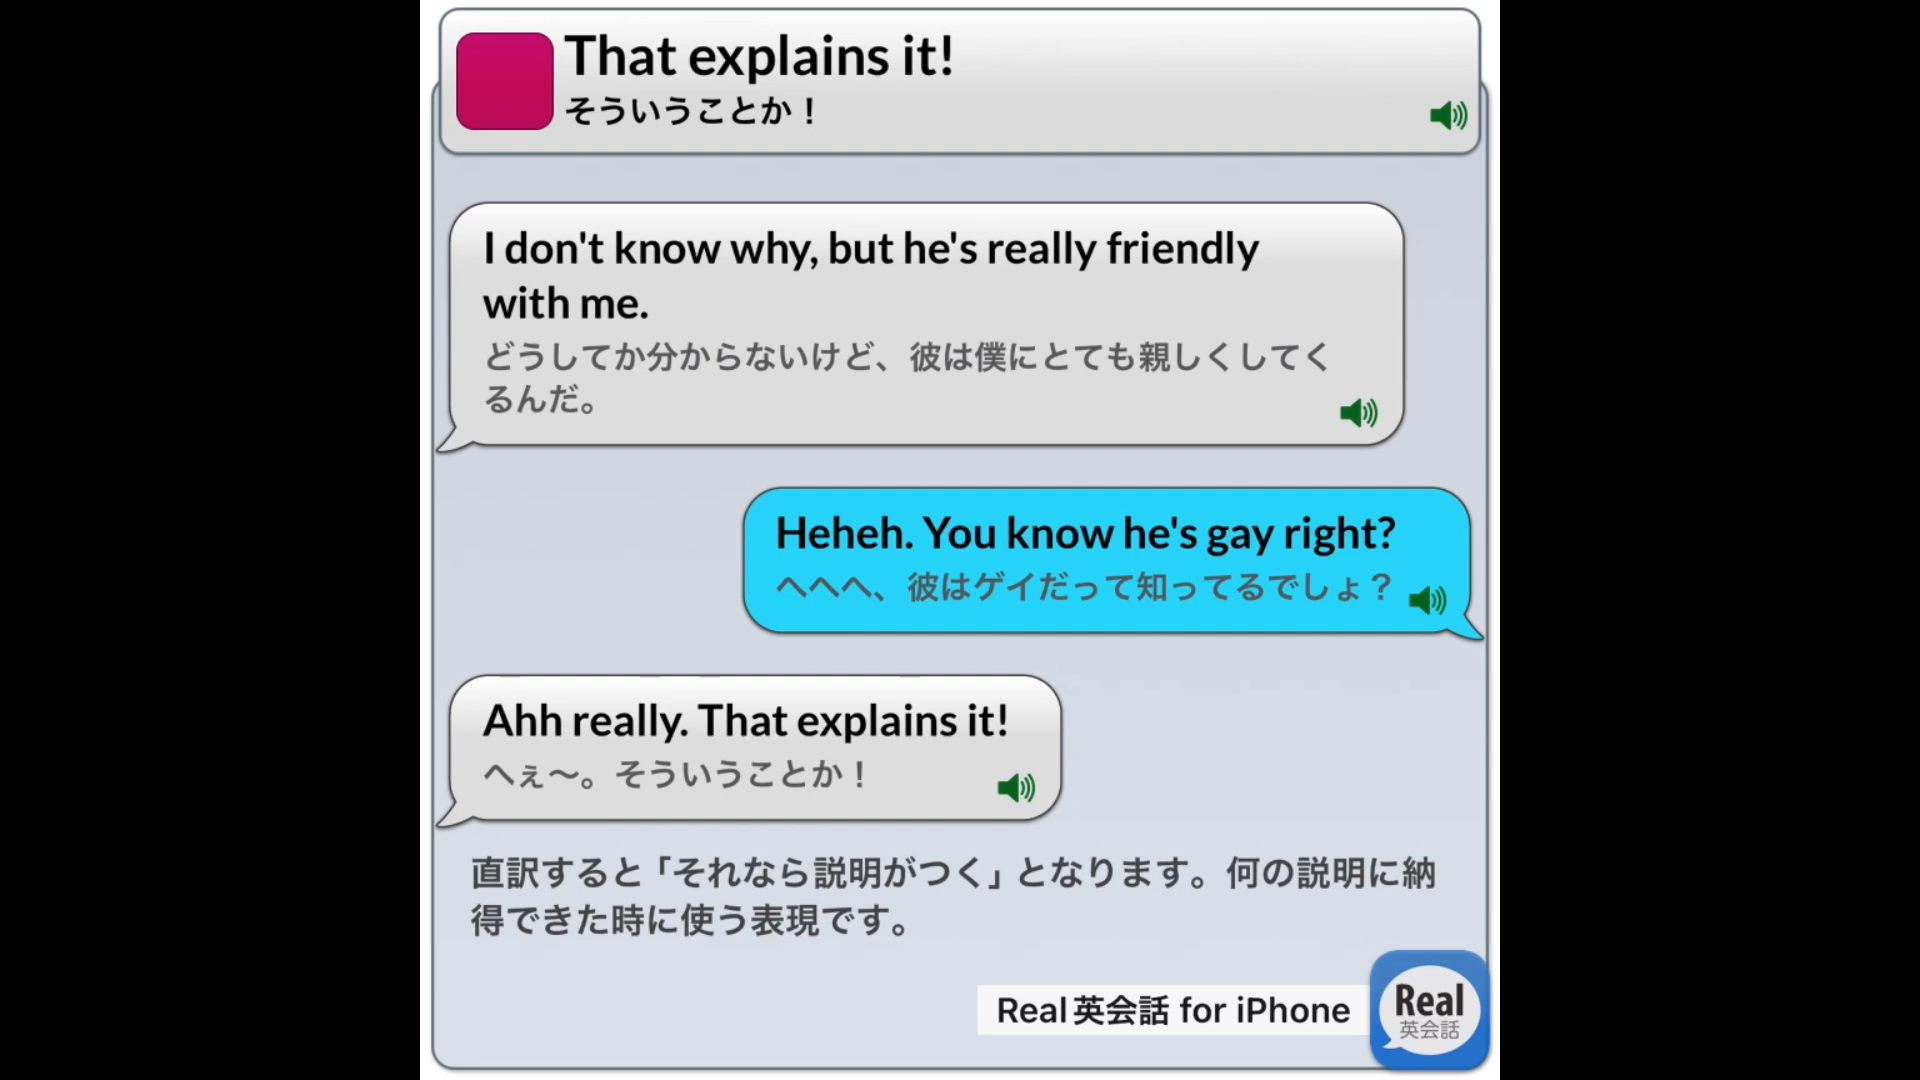 That explains it!
そういうことか！
I don't know why, but he's really friendly
with me.
どうしてか分からないけど、彼は僕にとても親しくしてく
るんだ。
Heheh. You know he's gay right?
へへへ、彼はゲイだって知ってるでしょ？
Ahh really. That explains it!
へぇ〜。そういうことか！
直訳すると「それなら説明がつく」となります。何の説明に納
得できた時に使う表現です。
Real英会話 for iPhone
Real
英会話